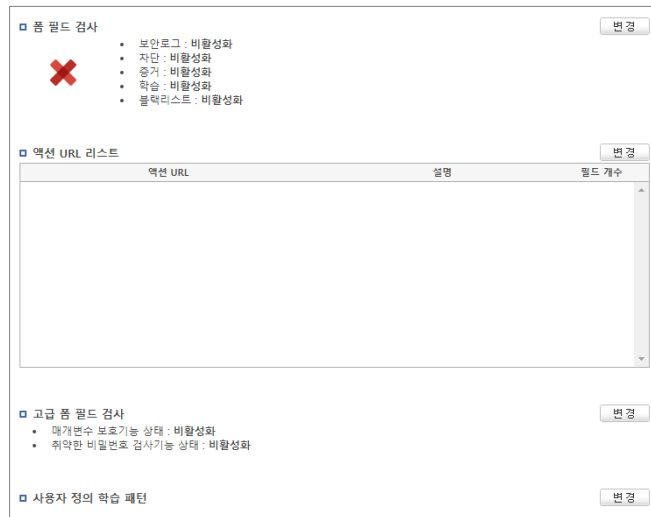 폼 필드 검사 변경
보안로그 : 비활성화
차단 : 비활성화
증거 : 비활성화
학습 : 비활성화
블랙리스트 : 비활성화
액션 URL 리스트 변경
액션 URL 설명 필드 개수
고급 폼 필드 검사 변경
매개변수 보호기능 상태 : 비활성화
취약한 비밀번호 검사기능 상태 : 비활성화
사용자 정의 학습 패턴 변경